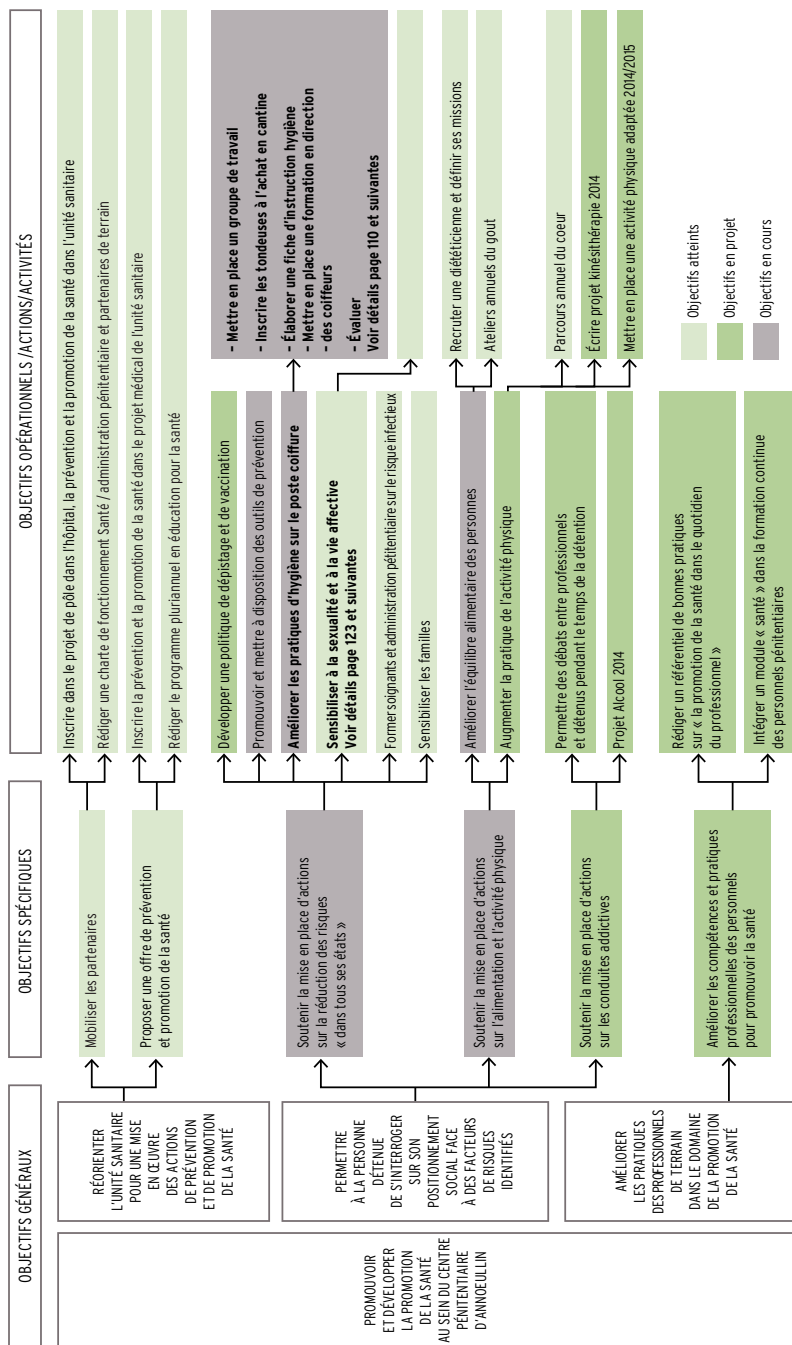 OBJECTIFS GÉNÉRAUX
OBJECTIFS SPÉCIFIQUES
OBJECTIFS OPÉRATIONNELS /ACTIONS/ACTIVITÉS
PROMOUVOIR
ET DÉVELOPPER
LA PROMOTION
DE LA SANTÉ
AU SEIN DU CENTRE
PÉNITENTIAIRE
D'ANNOEULLIN
RÉORIENTER
L'UNITÉ SANITAIRE
POUR UNE MISE
EN ŒUVRE
DES ACTIONS
DE PRÉVENTION
ET DE PROMOTION
DE LA SANTÉ
Mobiliser les partenaires
Inscrire dans le projet de pôle dans l'hôpital, la prévention et la promotion de la santé dans l'unité sanitaire
Rédiger une charte de fonctionnement Santé / administration pénitentiaire et partenaires de terrain
Proposer une offre de prévention
et promotion de la santé
Inscrire la prévention et la promotion de la santé dans le projet médical de l'unité sanitaire
Rédiger le programme pluriannuel en éducation pour la santé
PERMETTRE
À LA PERSONNE
DÉTENUE
DE S'INTERROGER
SUR SON
POSITIONNEMENT
SOCIAL FACE
À DES FACTEURS
DE RISQUES
IDENTIFIÉS
Soutenir la mise en place d'actions
sur la réduction des risques
« dans tous ses états »
Développer une politique de dépistage et de vaccination
Promouvoir et mettre à disposition des outils de prévention
Améliorer les pratiques d'hygiène sur le poste coiffure
– Mettre en place un groupe de travail
– Inscrire les tondeuses à l'achat en cantine
– Élaborer une fiche d'instruction hygiène
– Mettre en place une formation en direction
– des coiffeurs
– Évaluer
Voir détails page 110 et suivantes
Sensibiliser à la sexualité et à la vie affective
Voir détails page 123 et suivantes
Former soignants et administration pétitentiaire sur le risque infectieux
Sensibiliser les familles
Soutenir la mise en place d'actions
sur l'alimentation et l'activité physique
Améliorer l'équilibre alimentaire des personnes
Recruter une diététicienne et définir ses missions
Ateliers annuels du gout
Augmenter la pratique de l'activité physique
Parcours annuel du coeur
Écrire projet kinésithérapie 2014
Mettre en place une activité physique adaptée 2014/2015
Soutenir la mise en place d'actions
sur les conduites addictives
Permettre des débats entre professionnels
et détenus pendant le temps de la détention
Projet Alcool 2014
AMÉLIORER
LES PRATIQUES
DES PROFESSIONNELS
DE TERRAIN
DANS LE DOMAINE
DE LA PROMOTION
DE LA SANTÉ
Améliorer les compétences et pratiques
professionnelles des personnels
pour promouvoir la santé
Rédiger un référentiel de bonnes pratiques
sur « la promotion de la santé dans le quotidien
du professionnel »
Intégrer un module « santé » dans la formation continue
des personnels pénitentiaires
Objectifs atteints
Objectifs en projet
Objectifs en cours